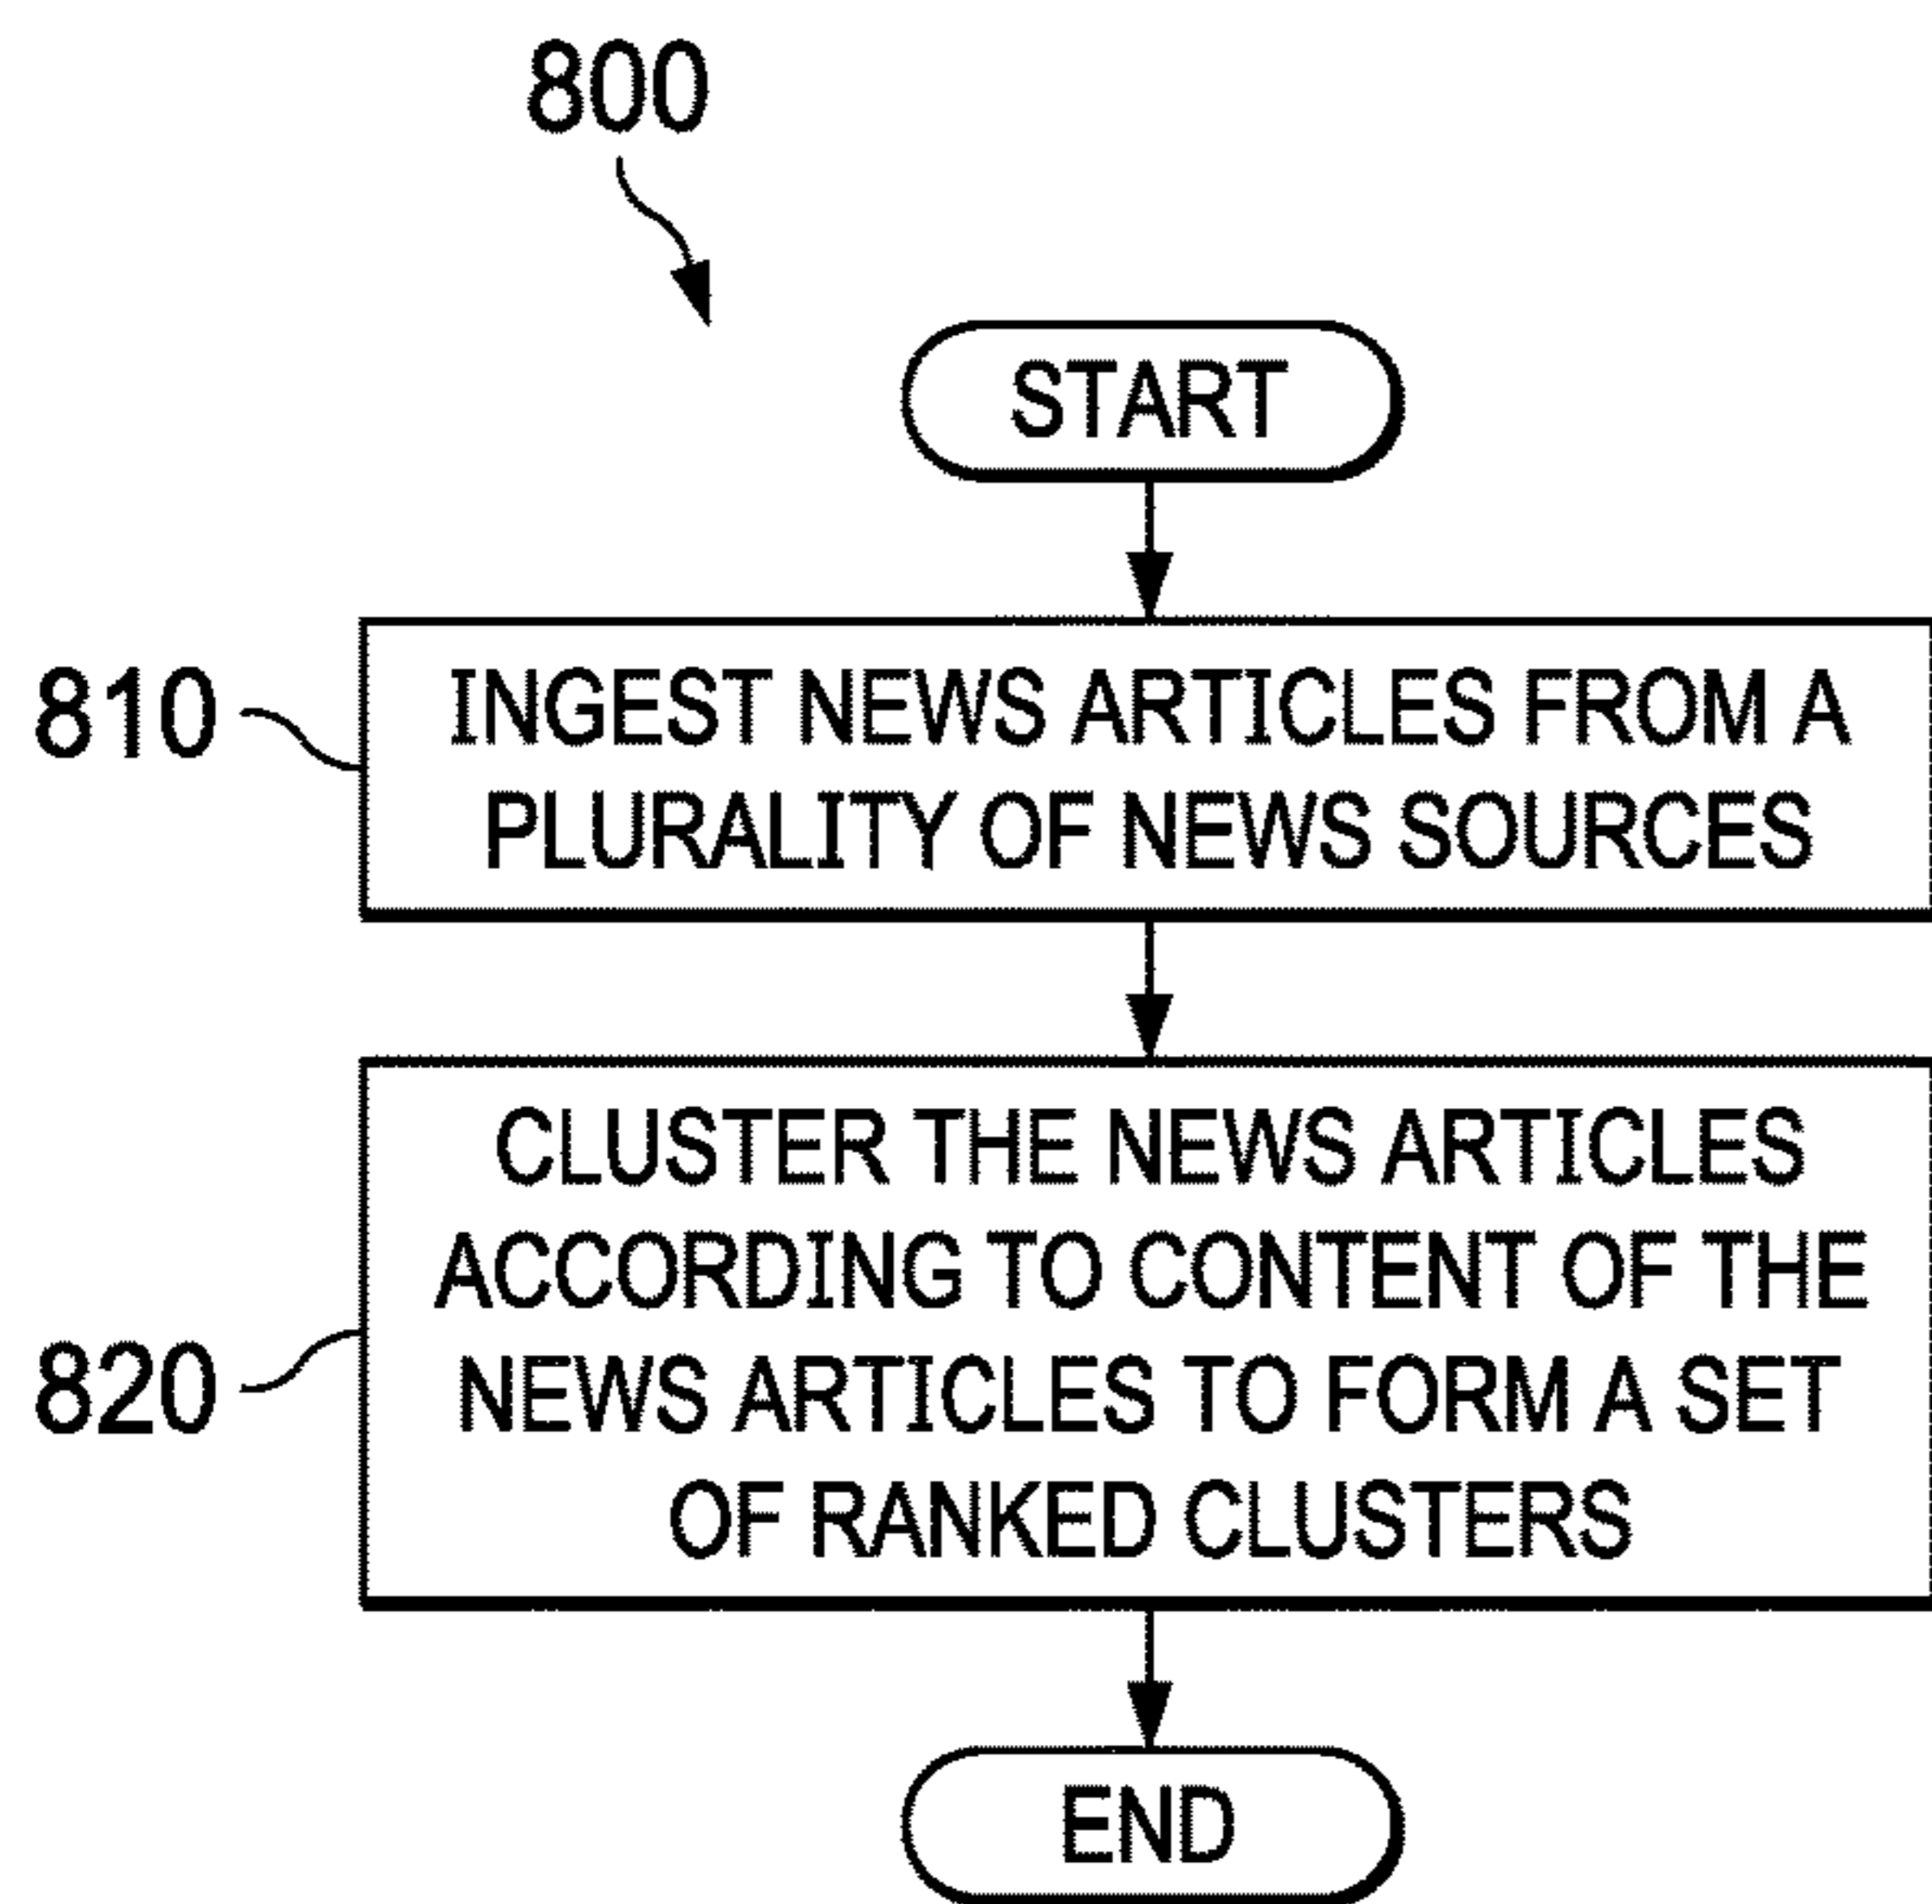 800
START
810
INGEST NEWS ARTICLES FROM A
PLURALITY OF NEWS SOURCES
CLUSTER THE NEWS ARTICLES
ACCORDING TO CONTENT OF THE
820
NEWS ARTICLES TO FORM A SET
OF RANKED CLUSTERS
END